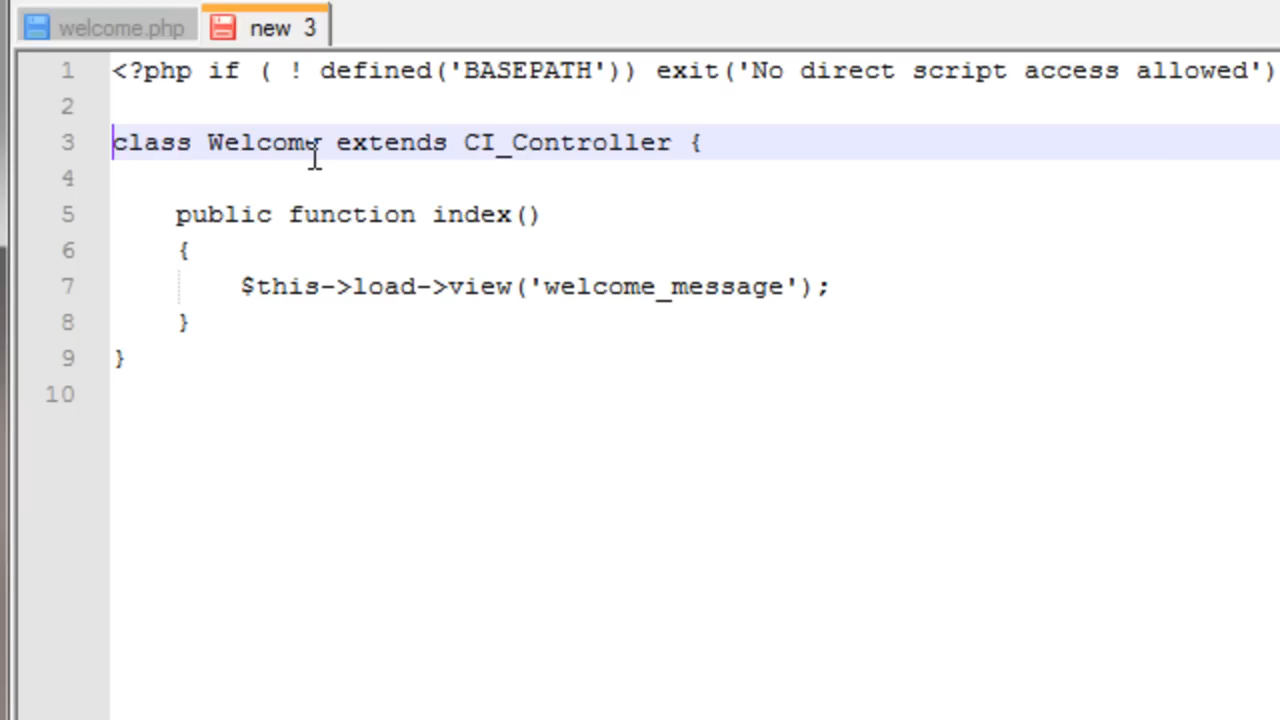 welcome.php new 3
1 <?php if ( ! defined('BASEPATH')) exit('No direct script access allowed')
2
3 class Welcome extends CI_Controller {
4
5 public function index()
6 {
7 $this->load->view('welcome_message');
8 }
9 }
10